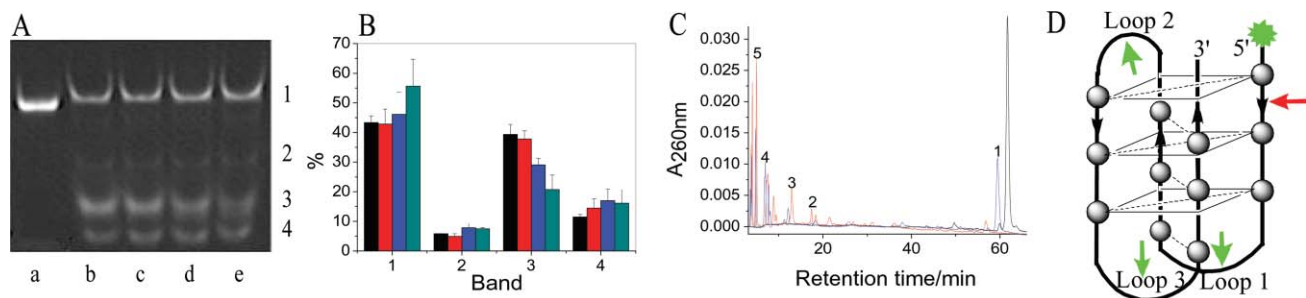 A
1
2
3
4
a b c d e
B
70
60
50
40
30
20
10
0
%
1 2 3 4
Band
C
0.030
0.025
0.020
0.015
0.010
0.005
0.000
A260nm
5
4
3
2
1
20 40 60
Retention time/min
D
Loop 2
3'
5'
Loop 3
Loop 1